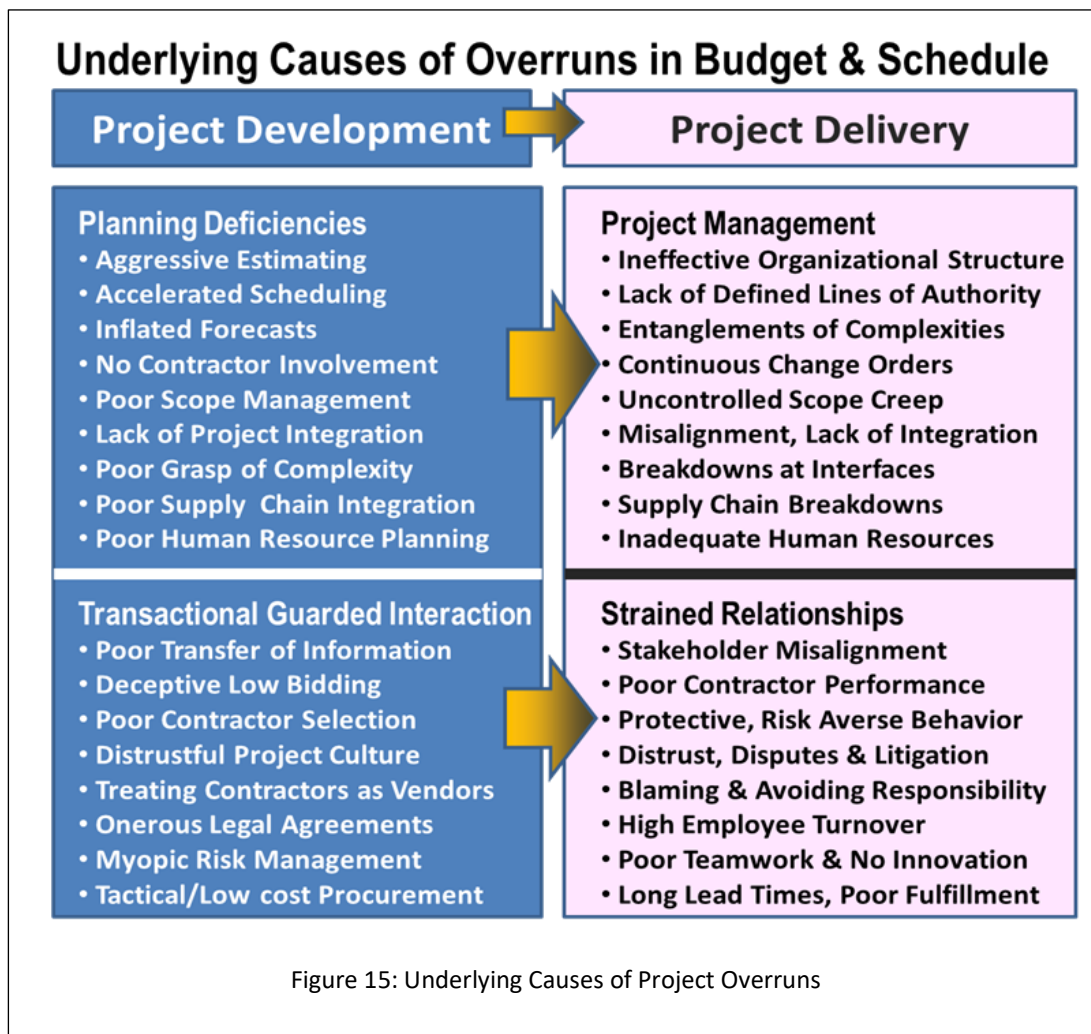 Underlying Causes of Overruns in Budget & Schedule
Project Development
Project Delivery
Planning Deficiencies
• Aggressive Estimating
• Accelerated Scheduling
• Inflated Forecasts
• No Contractor Involvement
• Poor Scope Management
• Lack of Project Integration
• Poor Grasp of Complexity
• Poor Supply Chain Integration
• Poor Human Resource Planning
Project Management
• Ineffective Organizational Structure
• Lack of Defined Lines of Authority
• Entanglements of Complexities
• Continuous Change Orders
• Uncontrolled Scope Creep
• Misalignment, Lack of Integration
• Breakdowns at Interfaces
• Supply Chain Breakdowns
• Inadequate Human Resources
Transactional Guarded Interaction
• Poor Transfer of Information
• Deceptive Low Bidding
• Poor Contractor Selection
• Distrustful Project Culture
• Treating Contractors as Vendors
• Onerous Legal Agreements
• Myopic Risk Management
• Tactical/Low cost Procurement
Strained Relationships
• Stakeholder Misalignment
• Poor Contractor Performance
• Protective, Risk Averse Behavior
• Distrust, Disputes & Litigation
• Blaming & Avoiding Responsibility
• High Employee Turnover
• Poor Teamwork & No Innovation
• Long Lead Times, Poor Fulfillment
Figure 15: Underlying Causes of Project Overruns